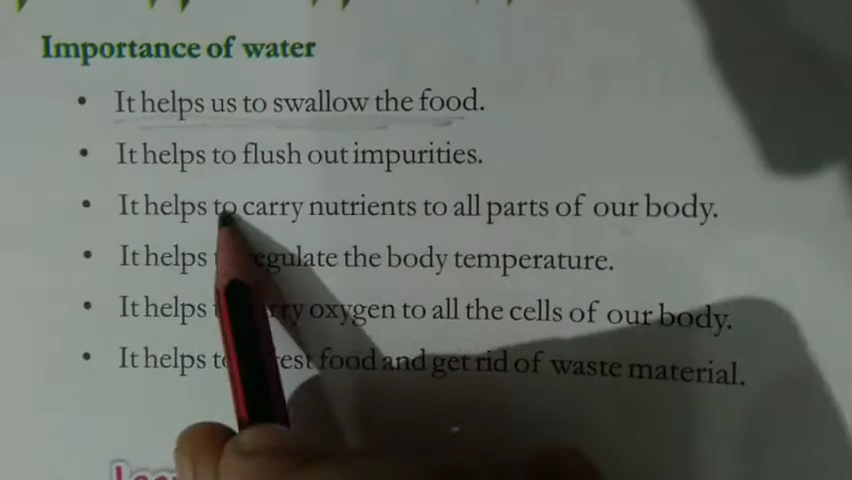 Importance of water
• It helps us to swallow the food.
• It helps to flush out impurities.
• It helps to carry nutrients to all parts of our body.
• It helps regulate the body temperature.
• It helps oxygen to all the cells of our body.
• It helps to food and get rid of waste material.